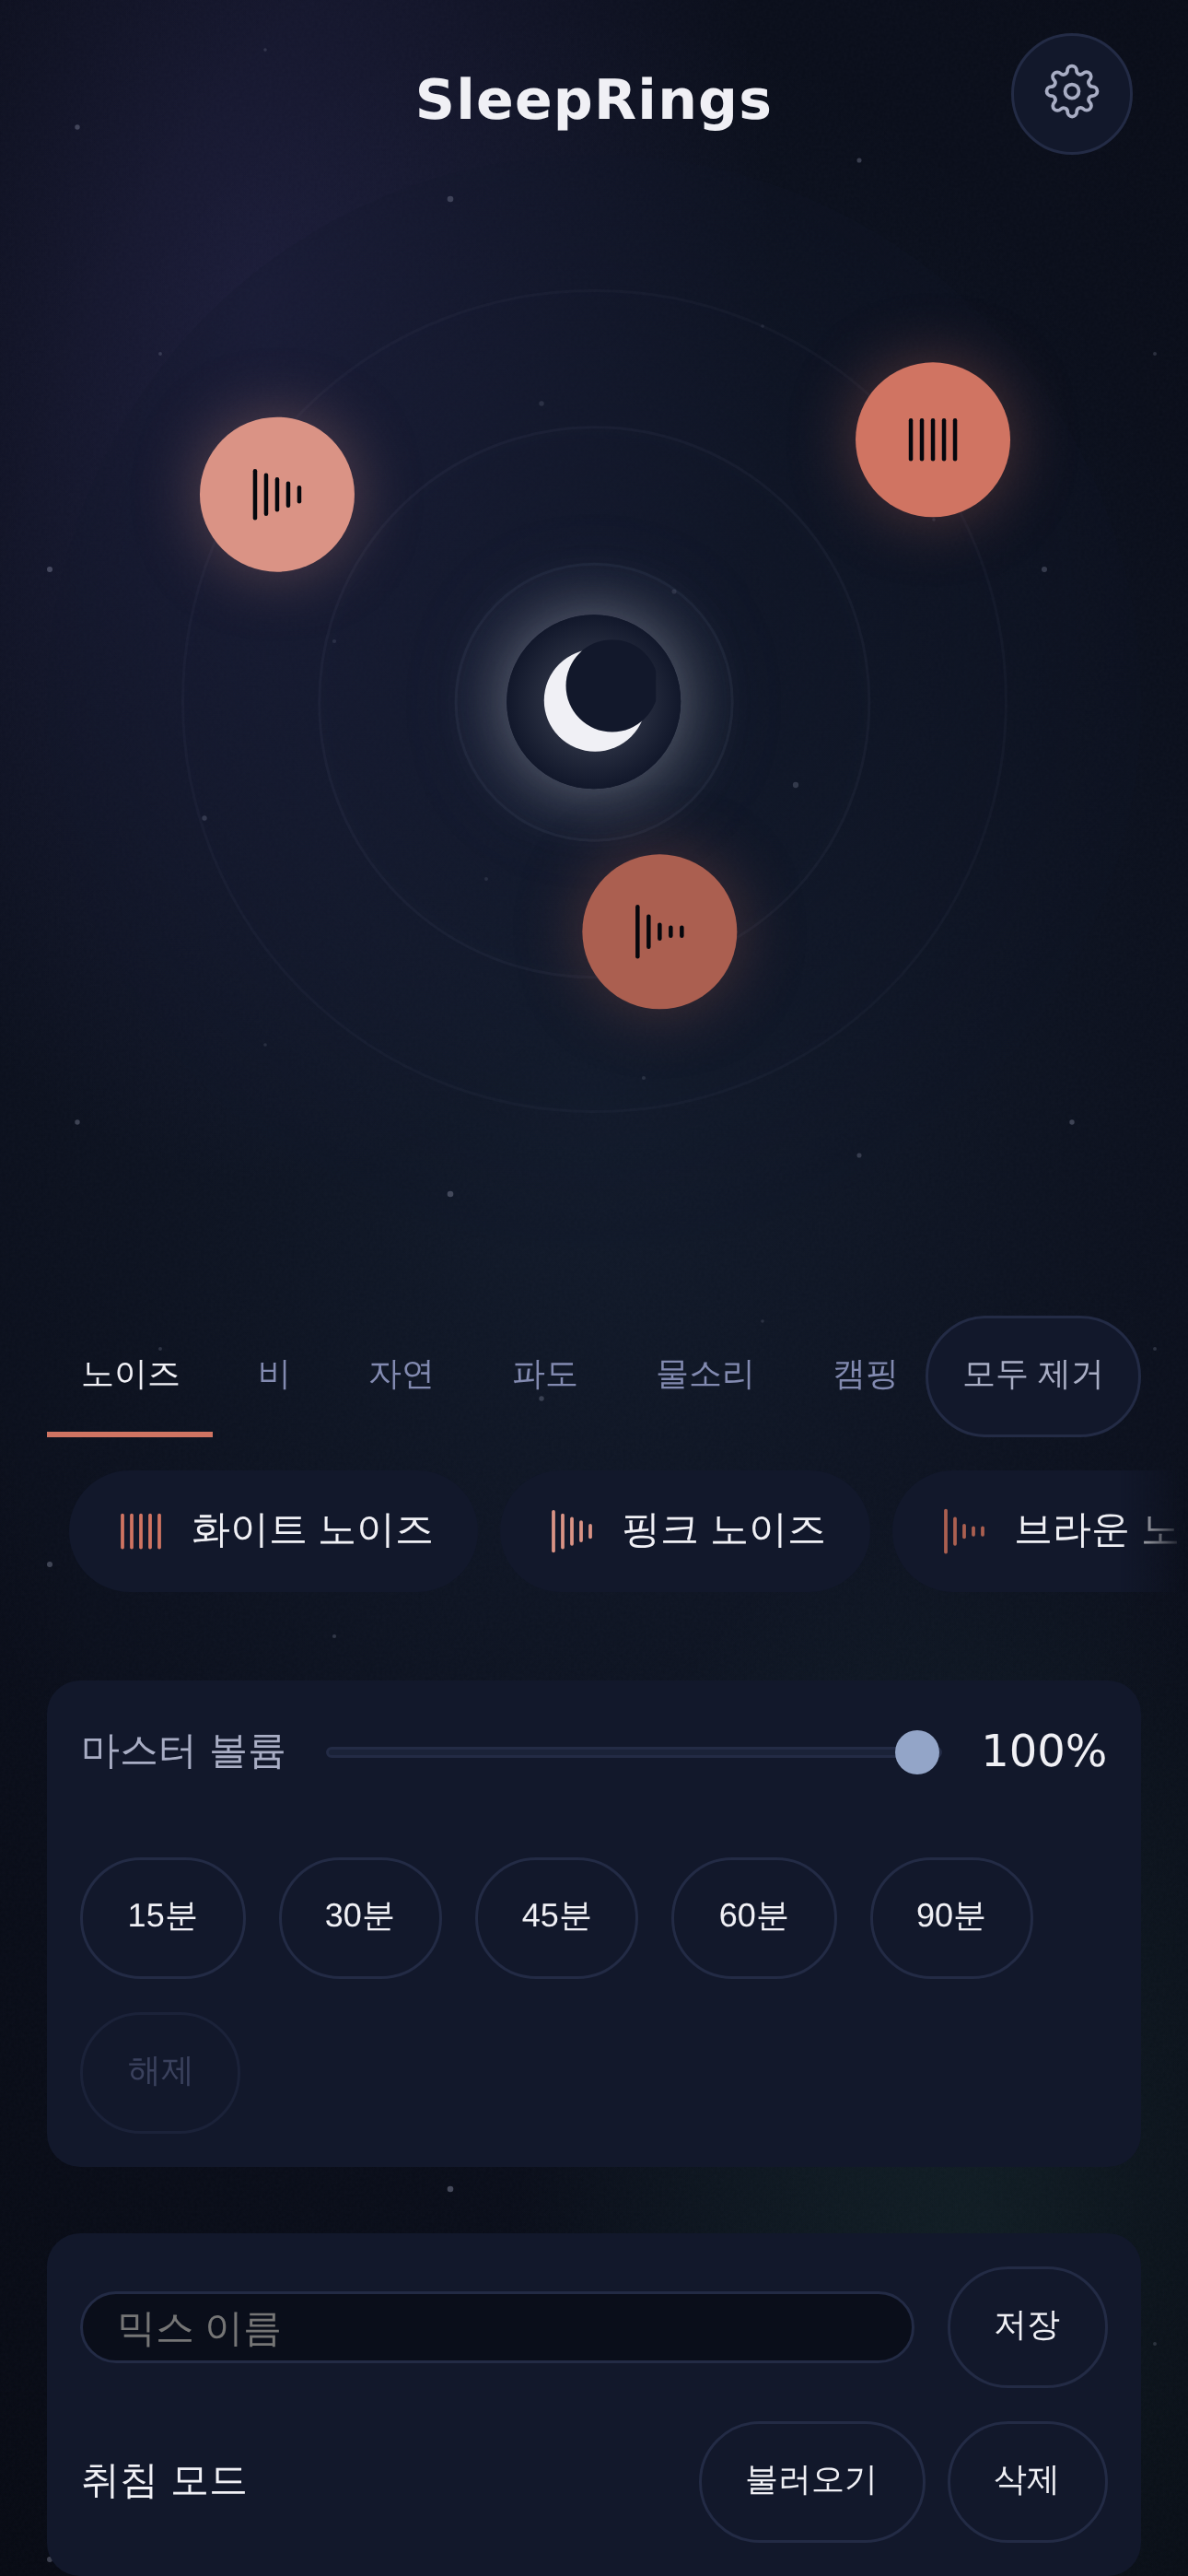 SleepRings
노이즈 비 자연 파도 물소리 캠핑 모두 제거
화이트 노이즈 핑크 노이즈 브라운 노
마스터 볼륨 100%
15분 30분 45분 60분 90분
해제
믹스 이름 저장
취침 모드 불러오기 삭제